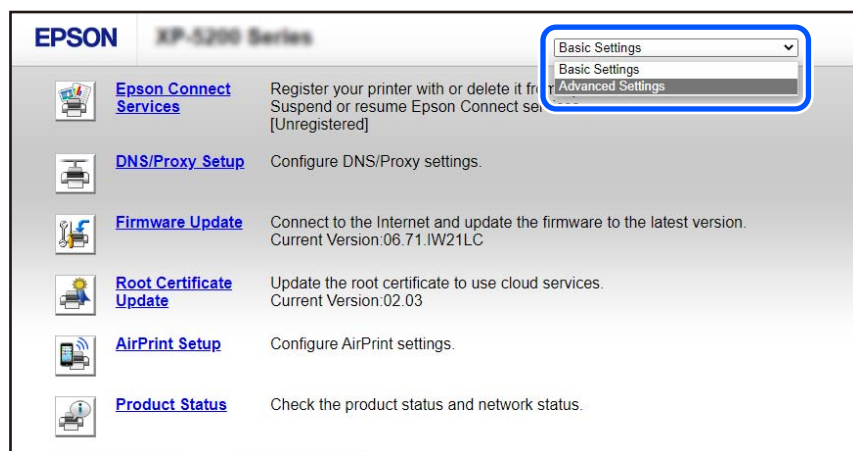 EPSON XP-5200 Series
Basic Settings
Basic Settings
Advanced Settings
Epson Connect Services
Register your printer with or delete it
Suspend or resume Epson Connect
[Unregistered]
DNS/Proxy Setup
Configure DNS/Proxy settings.
Firmware Update
Connect to the Internet and update the firmware to the latest version.
Current Version:06.71.IW21LC
Root Certificate
Update
Update the root certificate to use cloud services.
Current Version:02.03
AirPrint Setup
Configure AirPrint settings.
Product Status
Check the product status and network status.